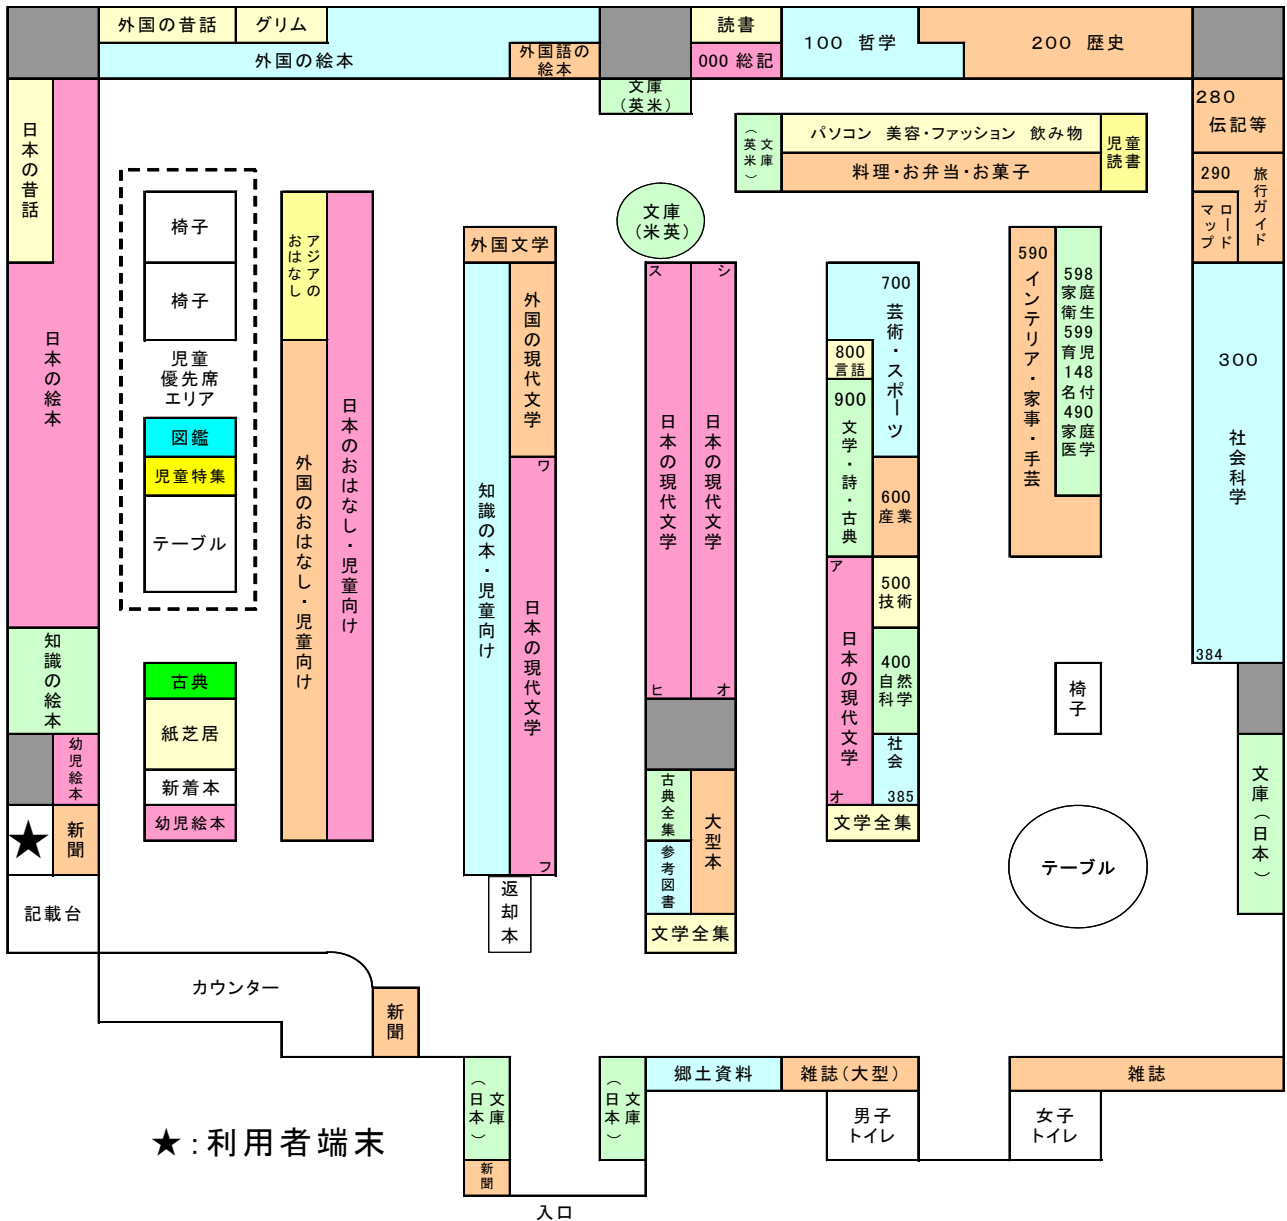 外国の昔話
グリム
外国の絵本
外国語の
絵本
読書
000 総記
100 哲学
200 歴史
文庫
(英米)
280
伝記等
290
旅行ガイド
ロード
マップ
文庫
(英米)
パソコン 美容・ファッション 飲み物
料理・お弁当・お菓子
児童
読書
日本の昔話
日本の絵本
椅子
椅子
児童
優先席
エリア
図鑑
児童特集
テーブル
アジアの
おはなし
外国のおはなし・児童向け
日本のおはなし・児童向け
外国文学
知識の本・児童向け
外国の現代文学
ワ
日本の現代文学
フ
返却本
文庫
(米英)
ス
日本の現代文学
ヒ
シ
日本の現代文学
オ
古典全集
参考図書
大型本
文学全集
700
芸術・スポーツ
800
言語
900
文学・詩・古典
600
産業
500
技術
400
自然
科学
社会
385
ア
日本の現代文学
オ
文学全集
590
インテリア・家事・手芸
598
家庭
衛生
599
育児
148
名付
490
家庭
医学
300
社会科学
384
椅子
テーブル
文庫(日本)
知識の絵本
幼児絵本
★
新聞
記載台
古典
紙芝居
新着本
幼児絵本
カウンター
新聞
文庫
(日本)
新聞
文庫
(日本)
郷土資料
雑誌(大型)
雑誌
男子
トイレ
女子
トイレ
★:利用者端末
入口